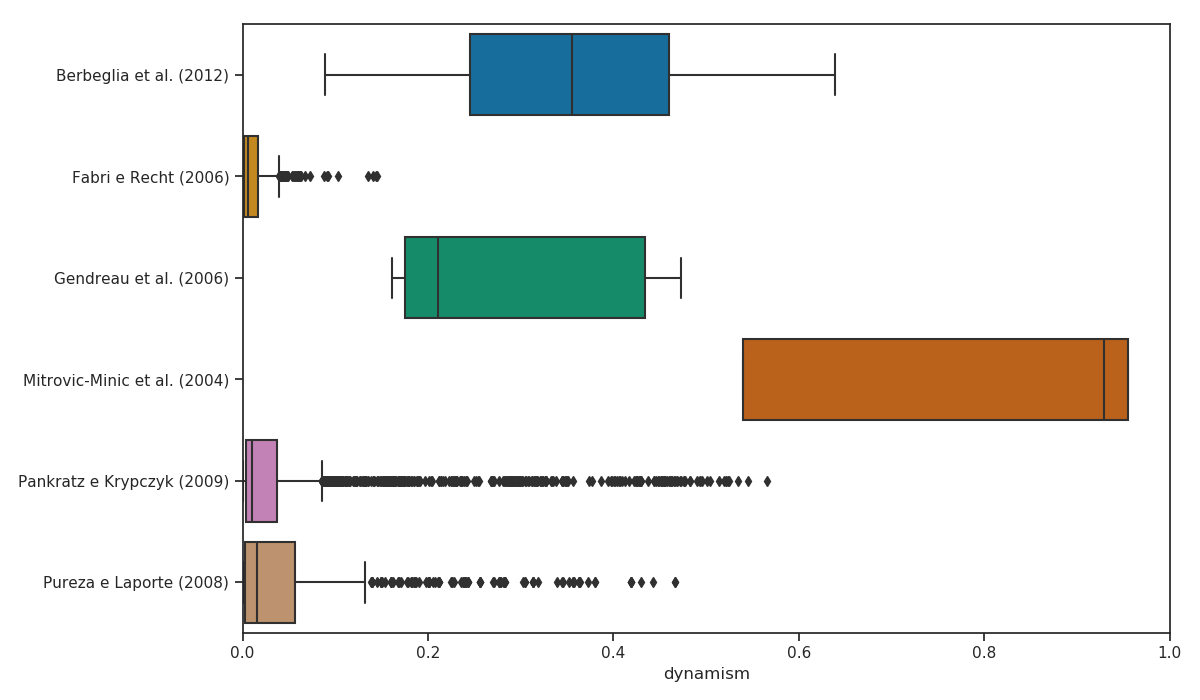 Berbeglia et al. (2012)
Fabri e Recht (2006)
Gendreau et al. (2006)
Mitrovic-Minic et al. (2004)
Pankratz e Krypczyk (2009)
Pureza e Laporte (2008)
0.0 0.2 0.4 0.6 0.8 1.0
dynamism